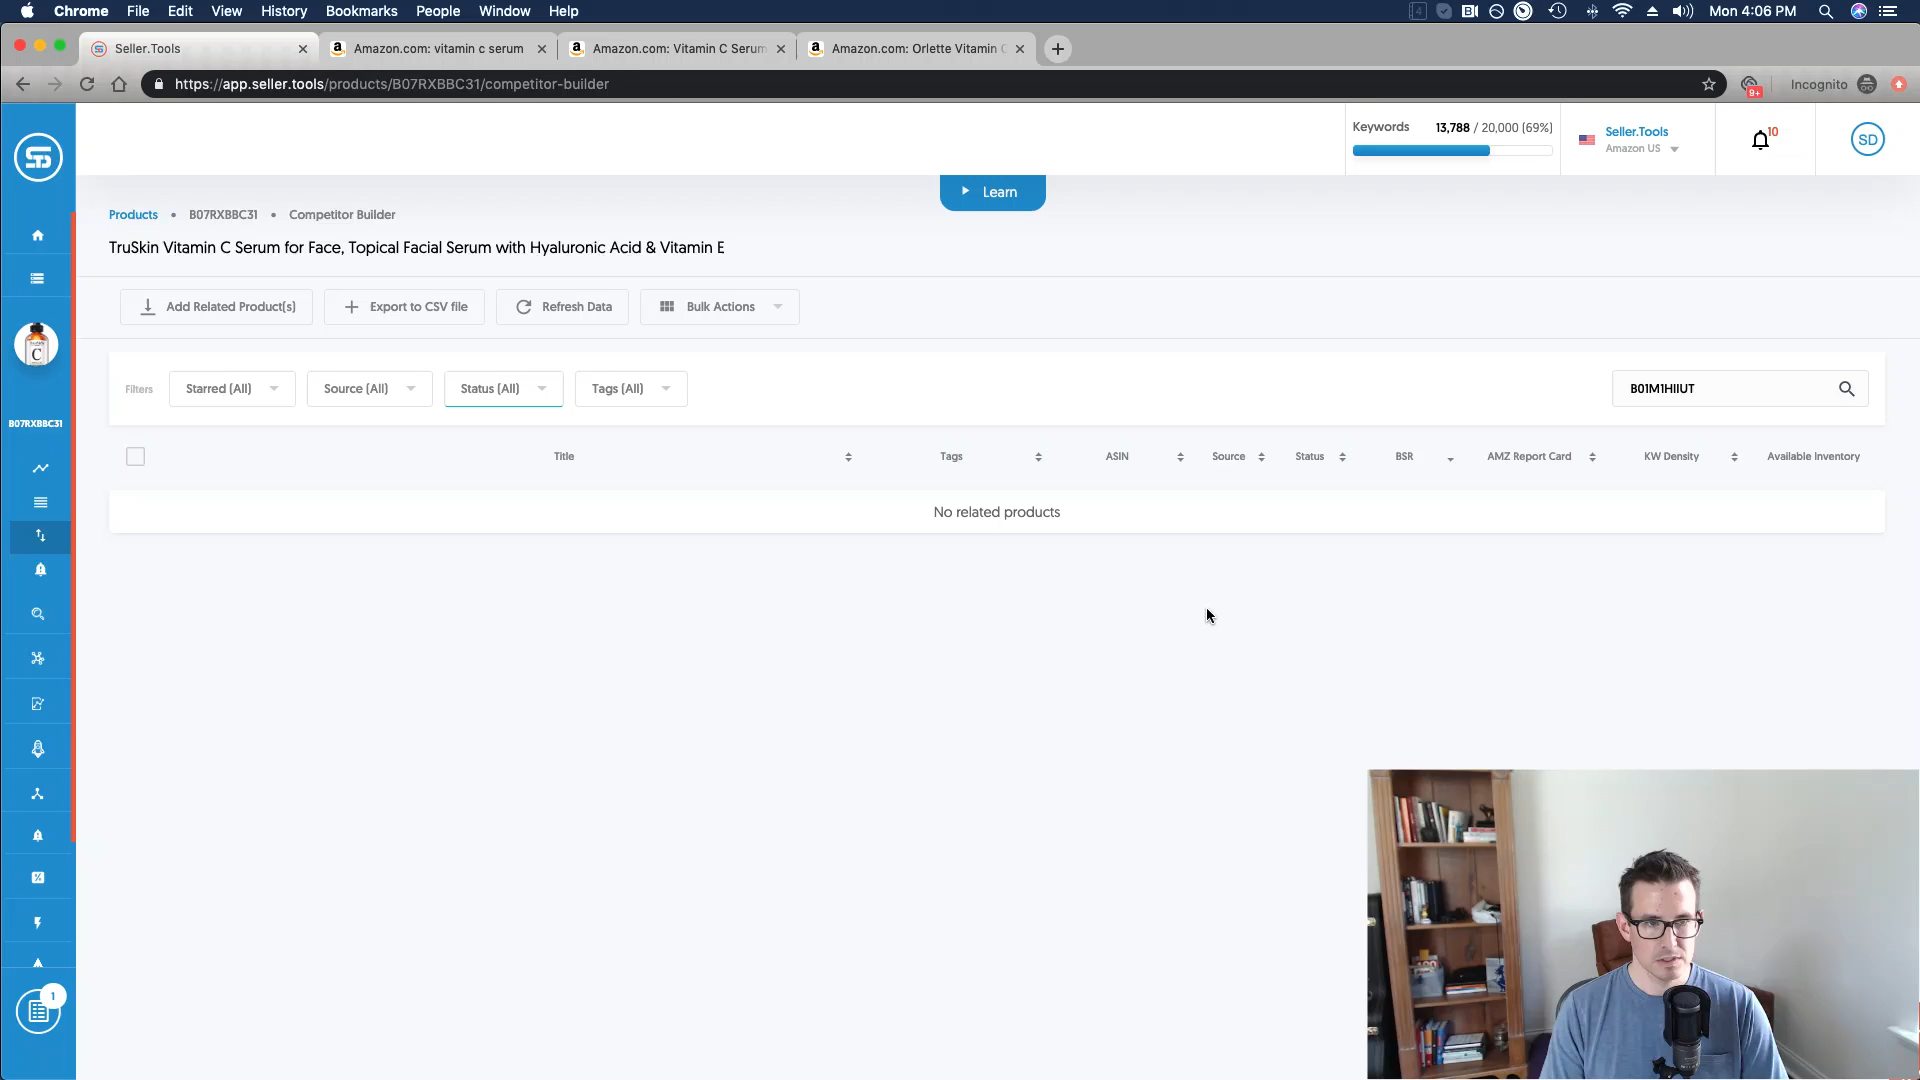 Chrome File Edit View History Bookmarks People Window Help
Mon 4:06 PM
Seller.Tools
Amazon.com: vitamin c serum
Amazon.com: Vitamin C Serum
Amazon.com: Orlette Vitamin C
https://app.seller.tools/products/B07RXBBC31/competitor-builder
9+
Incognito
Keywords 13,788 / 20,000 (69%)
Seller.Tools
Amazon US
10
SD
Learn
Products • B07RXBBC31 • Competitor Builder
TruSkin Vitamin C Serum for Face, Topical Facial Serum with Hyaluronic Acid & Vitamin E
Add Related Product(s)
Export to CSV file
Refresh Data
Bulk Actions
C
Filters
Starred (All)
Source (All)
Status (All)
Tags (All)
B01M1HIIUT
B07RXBBC31
Title Tags ASIN Source Status BSR AMZ Report Card KW Density Available Inventory
No related products
1